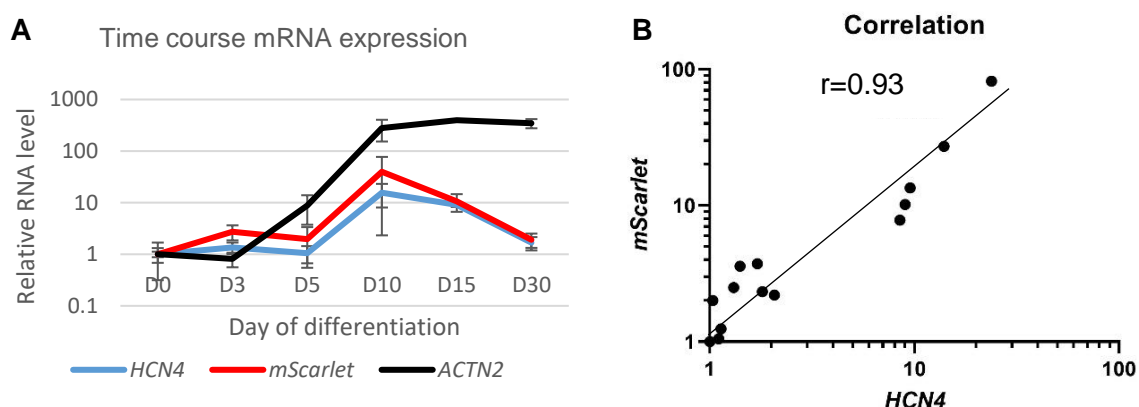 A
Time course mRNA expression
Relative RNA level
1000
100
10
1
0.1
D0 D3 D5 D10 D15 D30
Day of differentiation
HCN4 mScarlet ACTN2
B
Correlation
r=0.93
mScarlet
100
10
1
1 10 100
HCN4